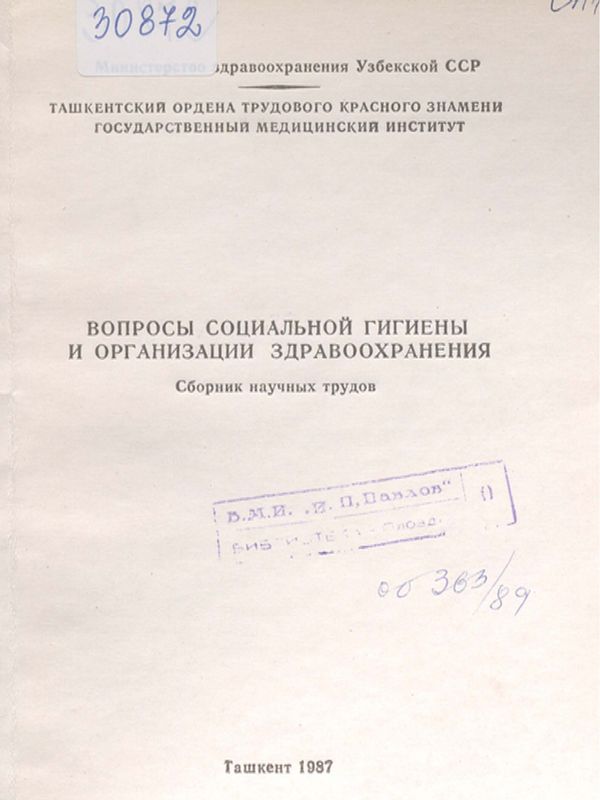 30872
Министерство здравоохранения Узбекской ССР
ТАШКЕНТСКИЙ ОРДЕНА ТРУДОВОГО КРАСНОГО ЗНАМЕНИ
ГОСУДАРСТВЕННЫЙ МЕДИЦИНСКИЙ ИНСТИТУТ
ВОПРОСЫ СОЦИАЛЬНОЙ ГИГИЕНЫ
И ОРГАНИЗАЦИИ ЗДРАВООХРАНЕНИЯ
Сборник научных трудов
В.М.И. „И. П. Павлов"
363/89
Ташкент 1987